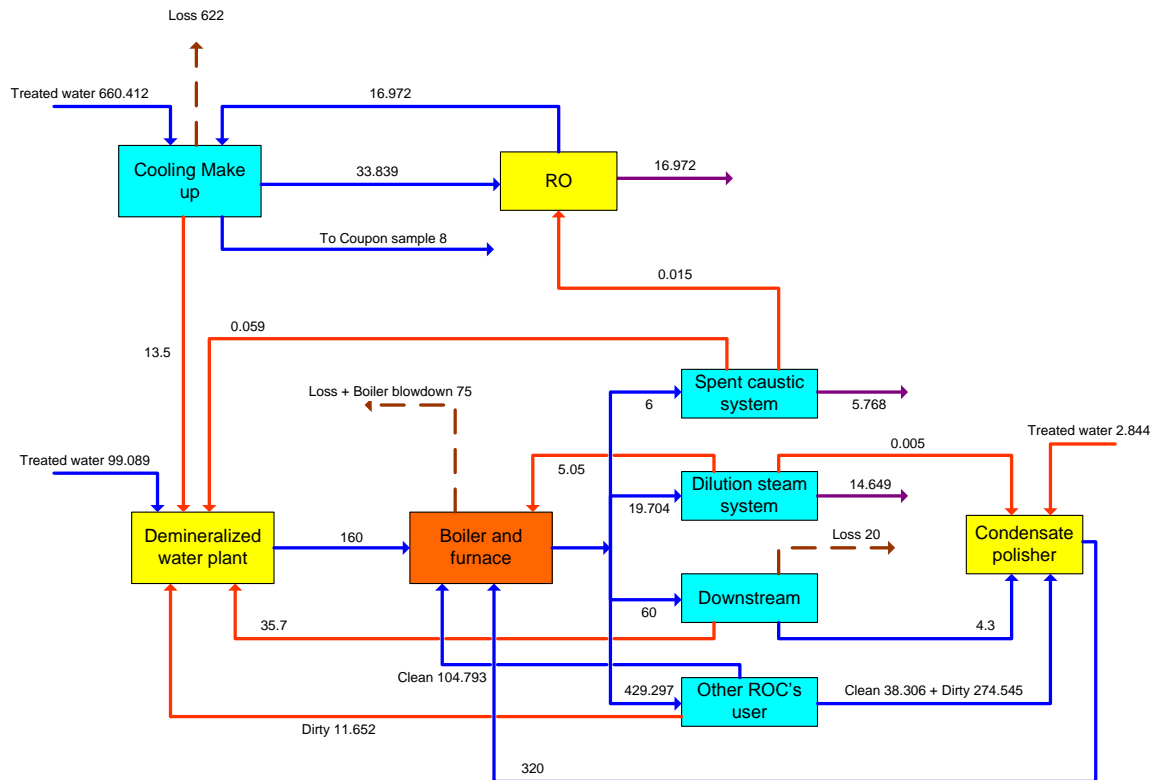 Loss 622
Treated water 660.412
16.972
Cooling Make
up
33.839
RO
16.972
To Coupon sample 8
0.015
0.059
13.5
Loss + Boiler blowdown 75
Spent caustic
system
6
5.768
Treated water 2.844
Treated water 99.089
5.05
0.005
Dilution steam
system
19.704
14.649
Demineralized
water plant
160
Boiler and
furnace
Loss 20
Condensate
polisher
Downstream
60
35.7
4.3
Clean 104.793
429.297
Other ROC's
user
Clean 38.306 + Dirty 274.545
Dirty 11.652
320